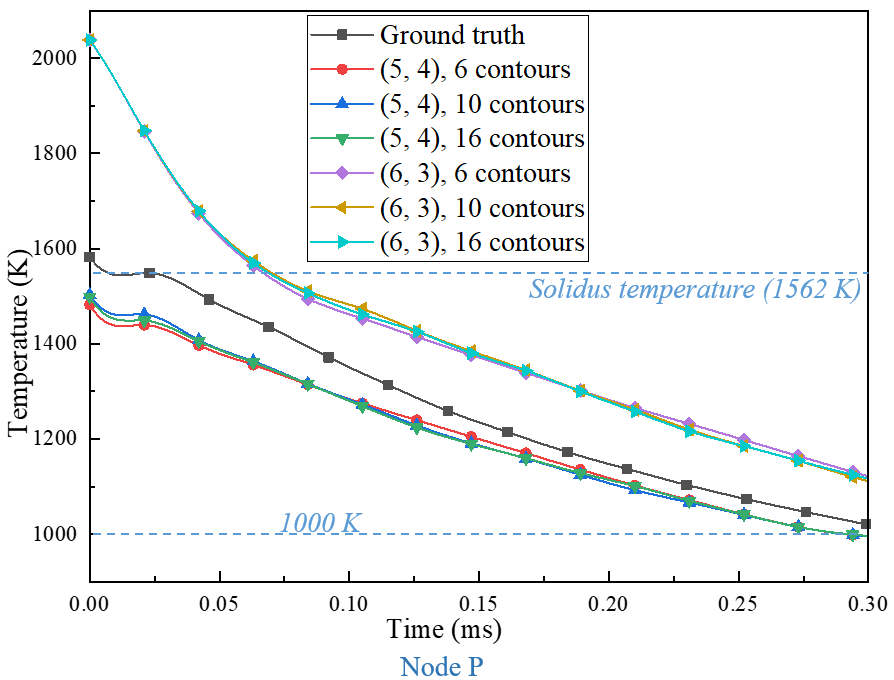 Ground truth
(5, 4), 6 contours
(5, 4), 10 contours
(5, 4), 16 contours
(6, 3), 6 contours
(6, 3), 10 contours
(6, 3), 16 contours
Temperature (K)
2000
1800
1600
1400
1200
1000
Solidus temperature (1562 K)
1000 K
0.00
0.05
0.10
0.15
0.20
0.25
0.30
Time (ms)
Node P